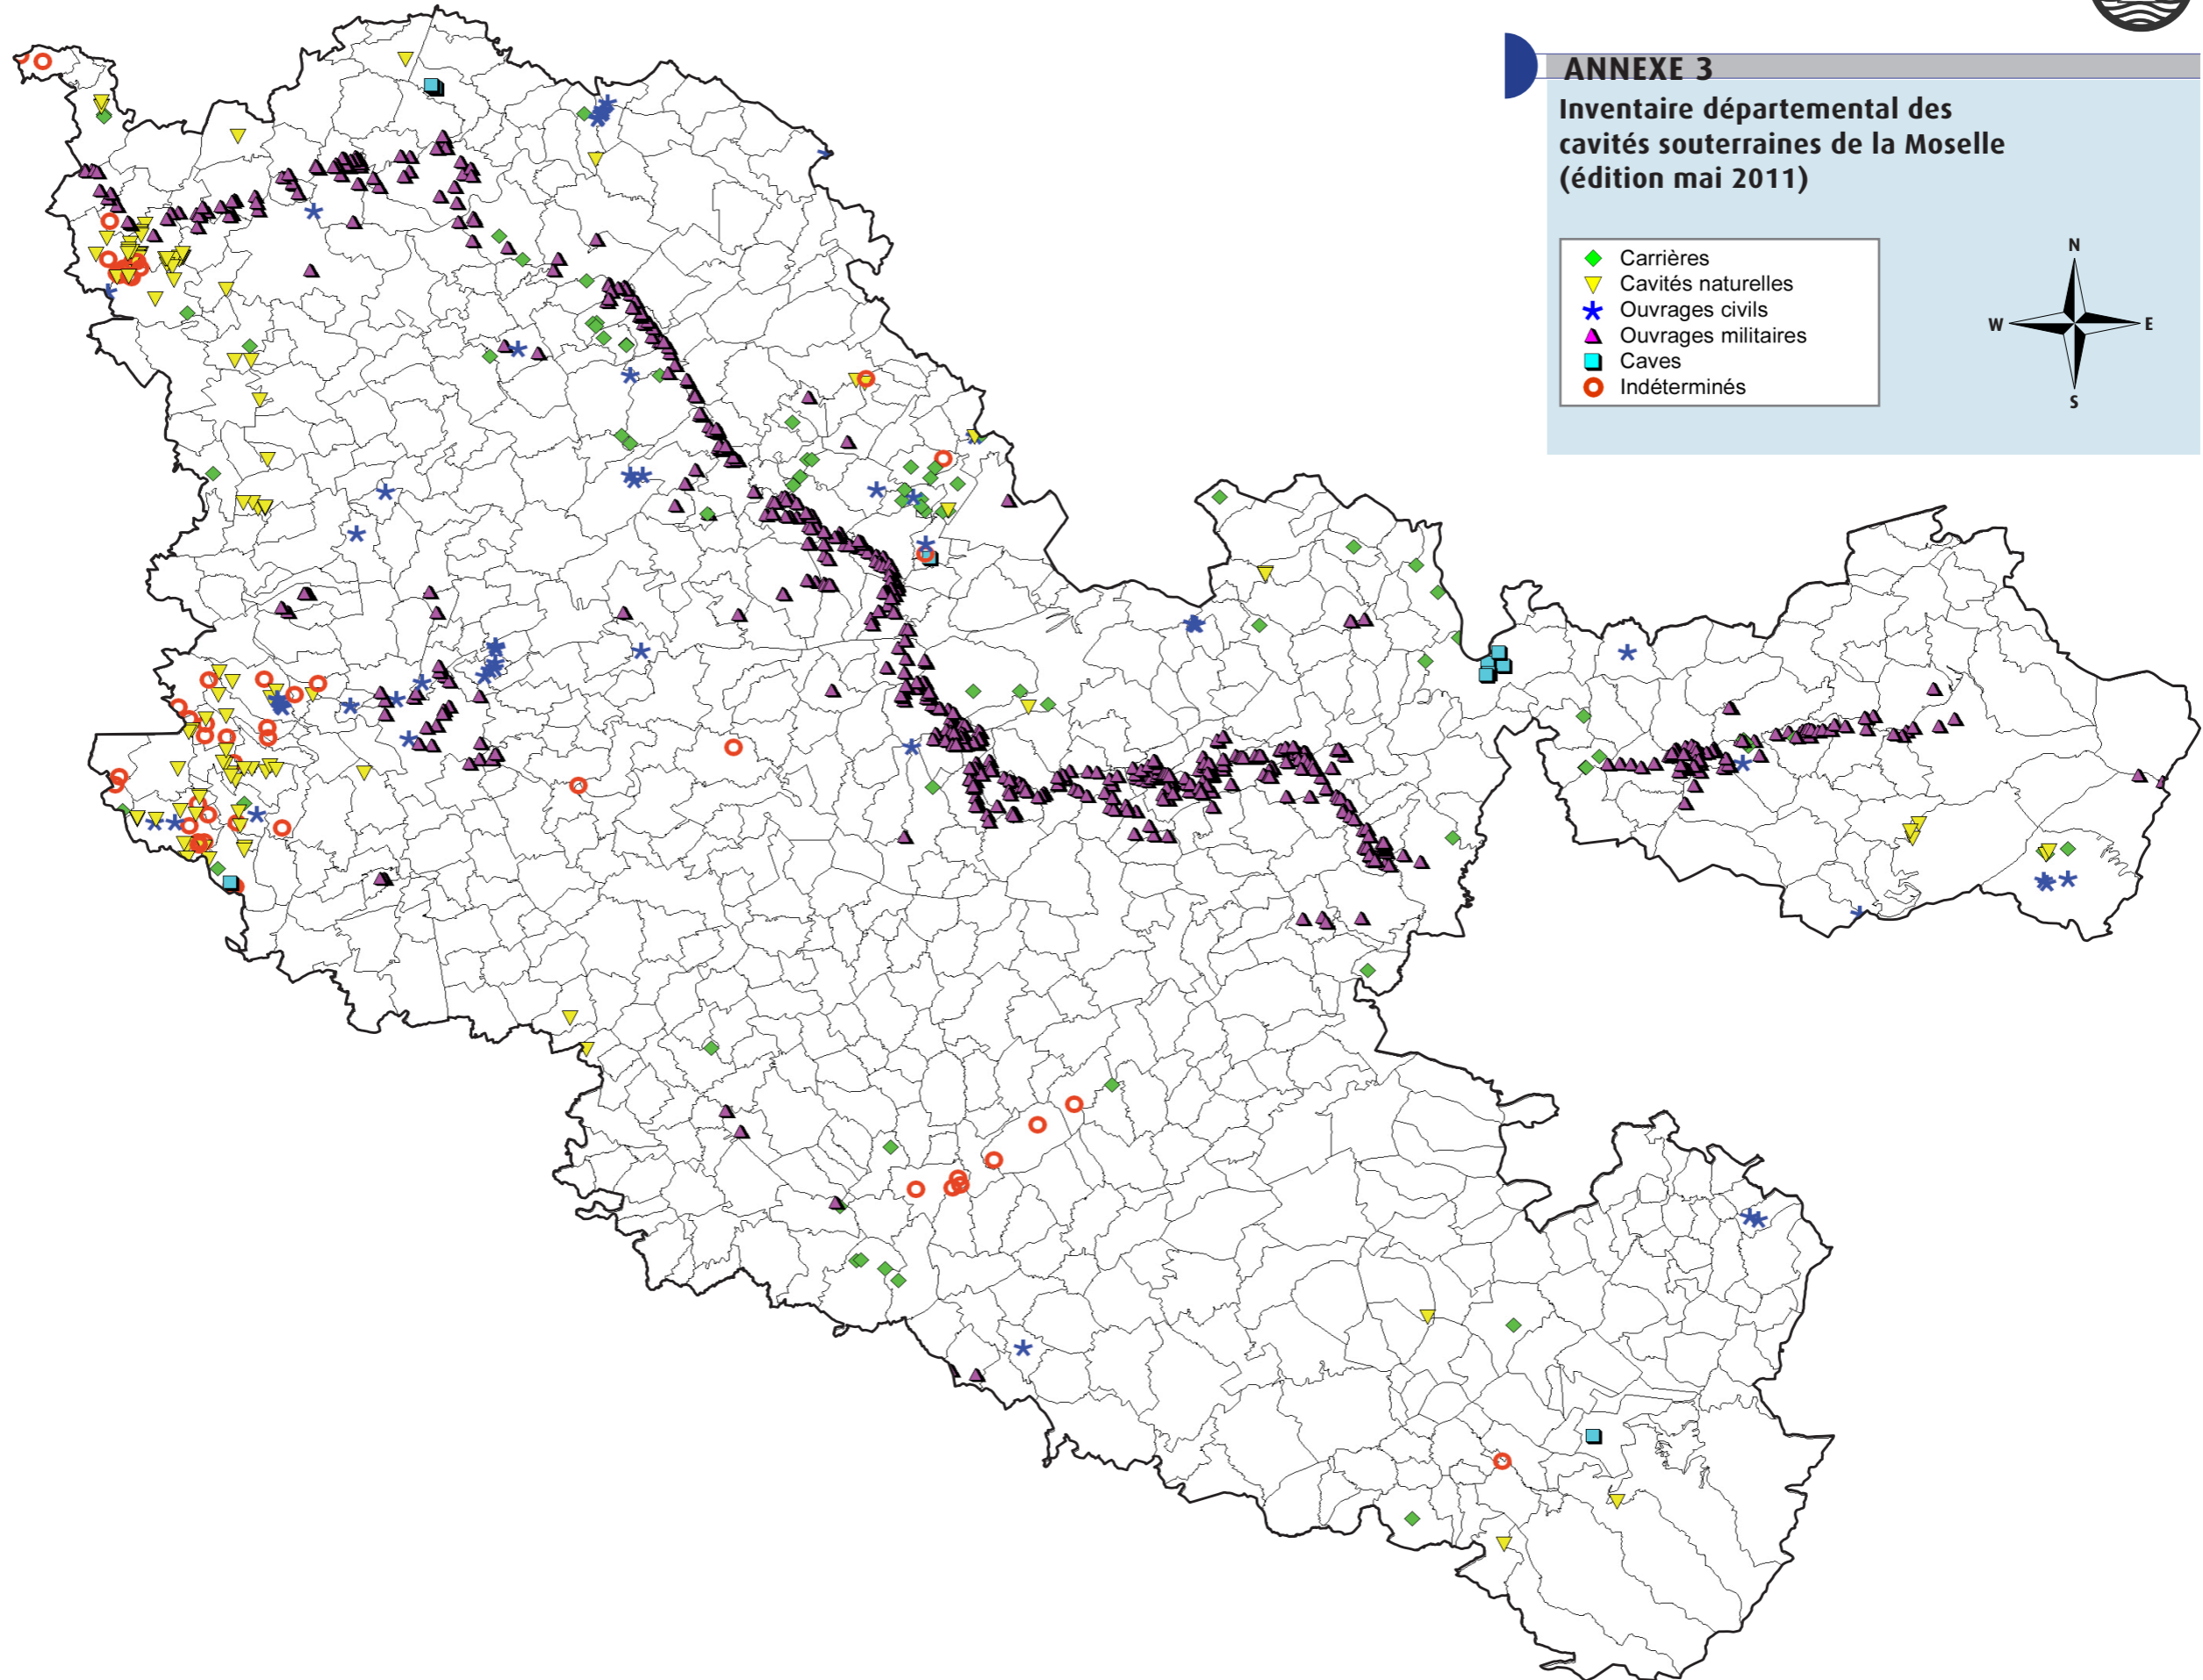 ANNEXE 3
Inventaire départemental des
cavités souterraines de la Moselle
(édition mai 2011)
Carrières
Cavités naturelles
Ouvrages civils
Ouvrages militaires
Caves
Indéterminés
N
W
E
S